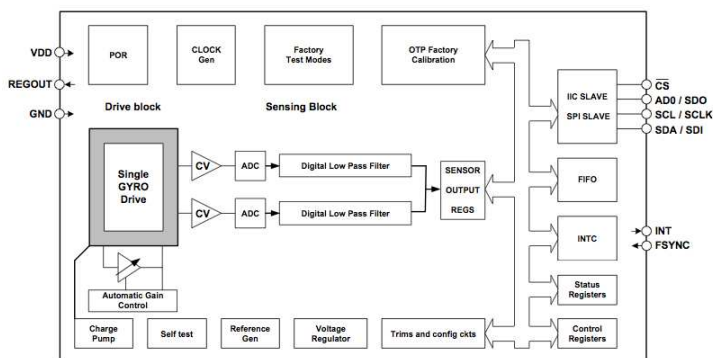 VDD
REGOUT
GND
POR
CLOCK
Gen
Factory
Test Modes
OTP Factory
Calibration
Drive block
Sensing Block
IIC SLAVE
SPI SLAVE
CS
AD0 / SDO
SCL / SCLK
SDA / SDI
Single
GYRO
Drive
CV
ADC
Digital Low Pass Filter
CV
ADC
Digital Low Pass Filter
SENSOR
OUTPUT
REGS
FIFO
INTC
INT
FSYNC
Automatic Gain
Control
Status
Registers
Charge
Pump
Self test
Reference
Gen
Voltage
Regulator
Trims and config ckts
Control
Registers